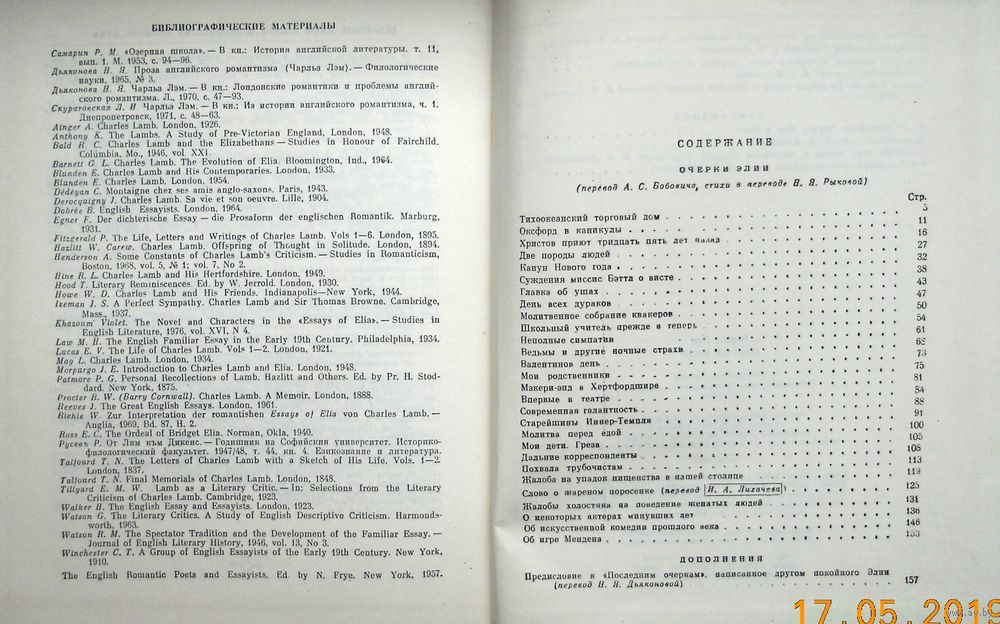 БИБЛИОГРАФИЧЕСКИЕ МАТЕРИАЛЫ
Самарин Р. М. «Озерная школа». — В кн.: История английской литературы. т. 11,
вып. 1. М. 1953, с. 94—96.
Дьяконова Н. Я. Проза английского романтизма (Чарльз Лэм). — Филологические
науки, 1965, № 3.
Дьяконова Н. Я. Чарльз Лэм. — В кн.: Лондонские романтики и проблемы англий-
ского романтизма. Л., 1970, с. 47—93.
Скуратовская Л. И. Чарльз Лэм. — В кн.: Из истории английского романтизма, ч. 1.
Днепропетровск, 1971, с. 48—63.
Ainger A. Charles Lamb. London, 1926.
Anthony K. The Lambs. A Study of Pre-Victorian England, London, 1948.
Bald R. C. Charles Lamb and the Elizabethans — Studies in Honour of Fairchild.
Columbia, Mo., 1946, vol. XXI.
Barnett G. L. Charles Lamb. The Evolution of Elia. Bloomington, Ind., 1964.
Blunden E. Charles Lamb and His Contemporaries. London, 1933.
Blunden E. Charles Lamb. London, 1954.
Dédéyan C. Montaigne chez ses amis anglo-saxons. Paris, 1943.
Derocquigny J. Charles Lamb. Sa vie et son oeuvre. Lille, 1904.
Dobrée B. English Essayists. London, 1964.
Egner F. Der dichterische Essay — die Prosaform der englischen Romantik. Marburg,
1931.
Fitzgerald P. The Life, Letters and Writings of Charles Lamb. Vols 1—6. London, 1895.
Hazlitt W. Carew. Charles Lamb. Offspring of Thought in Solitude. London, 1894.
Henderson A. Some Constants of Charles Lamb's Criticism. — Studies in Romanticism,
Boston, 1968, vol. 5, № 1; vol. 7, No 2.
Hine R. L. Charles Lamb and His Hertfordshire. London, 1949.
Hood T. Literary Reminiscences. Ed. by W. Jerrold. London, 1930.
Howe W. D. Charles Lamb and His Friends. Indianapolis—New York, 1944.
Iseman J. S. A Perfect Sympathy. Charles Lamb and Sir Thomas Browne. Cambridge,
Mass., 1937.
Khazoum Violet. The Novel and Characters in the «Essays of Elia». — Studies in
English Literature, 1976, vol. XVI, N 4.
Law M. H. The English Familiar Essay in the Early 19th Century. Philadelphia, 1934.
Lucas E. V. The Life of Charles Lamb. Vols 1—2. London, 1921.
May L. Charles Lamb. London, 1934.
Morpurgo J. E. Introduction to Charles Lamb and Elia. London, 1948.
Patmore P. G. Personal Recollections of Lamb. Hazlitt and Others. Ed. by Pr. H. Stod-
dard. New York, 1875.
Procter B. W. (Barry Cornwall). Charles Lamb. A Memoir. London, 1888.
Reeves J. The Great English Essays. London, 1961.
Riehle W. Zur Interpretation der romantishen Essays of Elia von Charles Lamb. —
Anglia, 1969, Bd. 87, H. 2.
Ross E. C. The Ordeal of Bridget Elia. Norman, Okla, 1940.
Русевъ Р. От Лям към Дикенс. — Годишник на Софийския университет. Историко-
филологически факультет. 1947/48, т. 44, кн. 4. Езикознание и литература.
Talfourd T. N. The Letters of Charles Lamb with a Sketch of His Life. Vols. 1—2.
London, 1837.
Talfourd T. N. Final Memorials of Charles Lamb. London, 1848.
Tillyard E. M. W. Lamb as a Literary Critic. — In: Selections from the Literary
Criticism of Charles Lamb. Cambridge, 1923.
Walker H. The English Essay and Essayists. London, 1923.
Watson G. The Literary Critics. A Study of English Descriptive Criticism. Harmonds-
worth, 1963.
Watson R. M. The Spectator Tradition and the Development of the Familiar Essay. —
Journal of English Literary History, 1946, vol. 13, No 3.
Winchester C. T. A Group of English Essayists of the Early 19th Century. New York,
1910.
The English Romantic Poets and Essayists. Ed. by N. Frye. New York, 1957.
СОДЕРЖАНИЕ
ОЧЕРКИ ЭЛИИ
(перевод А. С. Бобовича, стихи в переводе Н. Я. Рыковой)
Стр.
Тихоокеанский торговый дом 5
Оксфорд в каникулы 11
Христов приют тридцать пять лет назад 16
Две породы людей 27
Канун Нового года 32
Суждения миссис Бэттл о висте 38
Главка об ушах 43
День всех дураков 47
Молитвенное собрание квакеров 50
Школьный учитель прежде и теперь 54
Неполные симпатии 61
Ведьмы и другие ночные страхи 68
Валентинов день 73
Мои родственники 75
Макери-энд в Хертфордшире 81
Впервые в театре 84
Современная галантность 88
Старейшины Иннер-Темпля 91
Молитва перед едой 100
Мои дети. Греза 105
Дальние корреспонденты 108
Похвала трубочистам 113
Жалоба на упадок нищенства в нашей столице 119
Слово о жареном поросенке (перевод И. А. Лихачева) 125
Жалобы холостяка на поведение женатых людей 131
О некоторых актерах минувших лет 136
Об искусственной комедии прошлого века 146
Об игре Мендена 153
ДОПОЛНЕНИЯ
Предисловие к «Последним очеркам», написанное другом покойного Элии
(перевод Н. Я. Дьяконовой) 157
17.05.2019